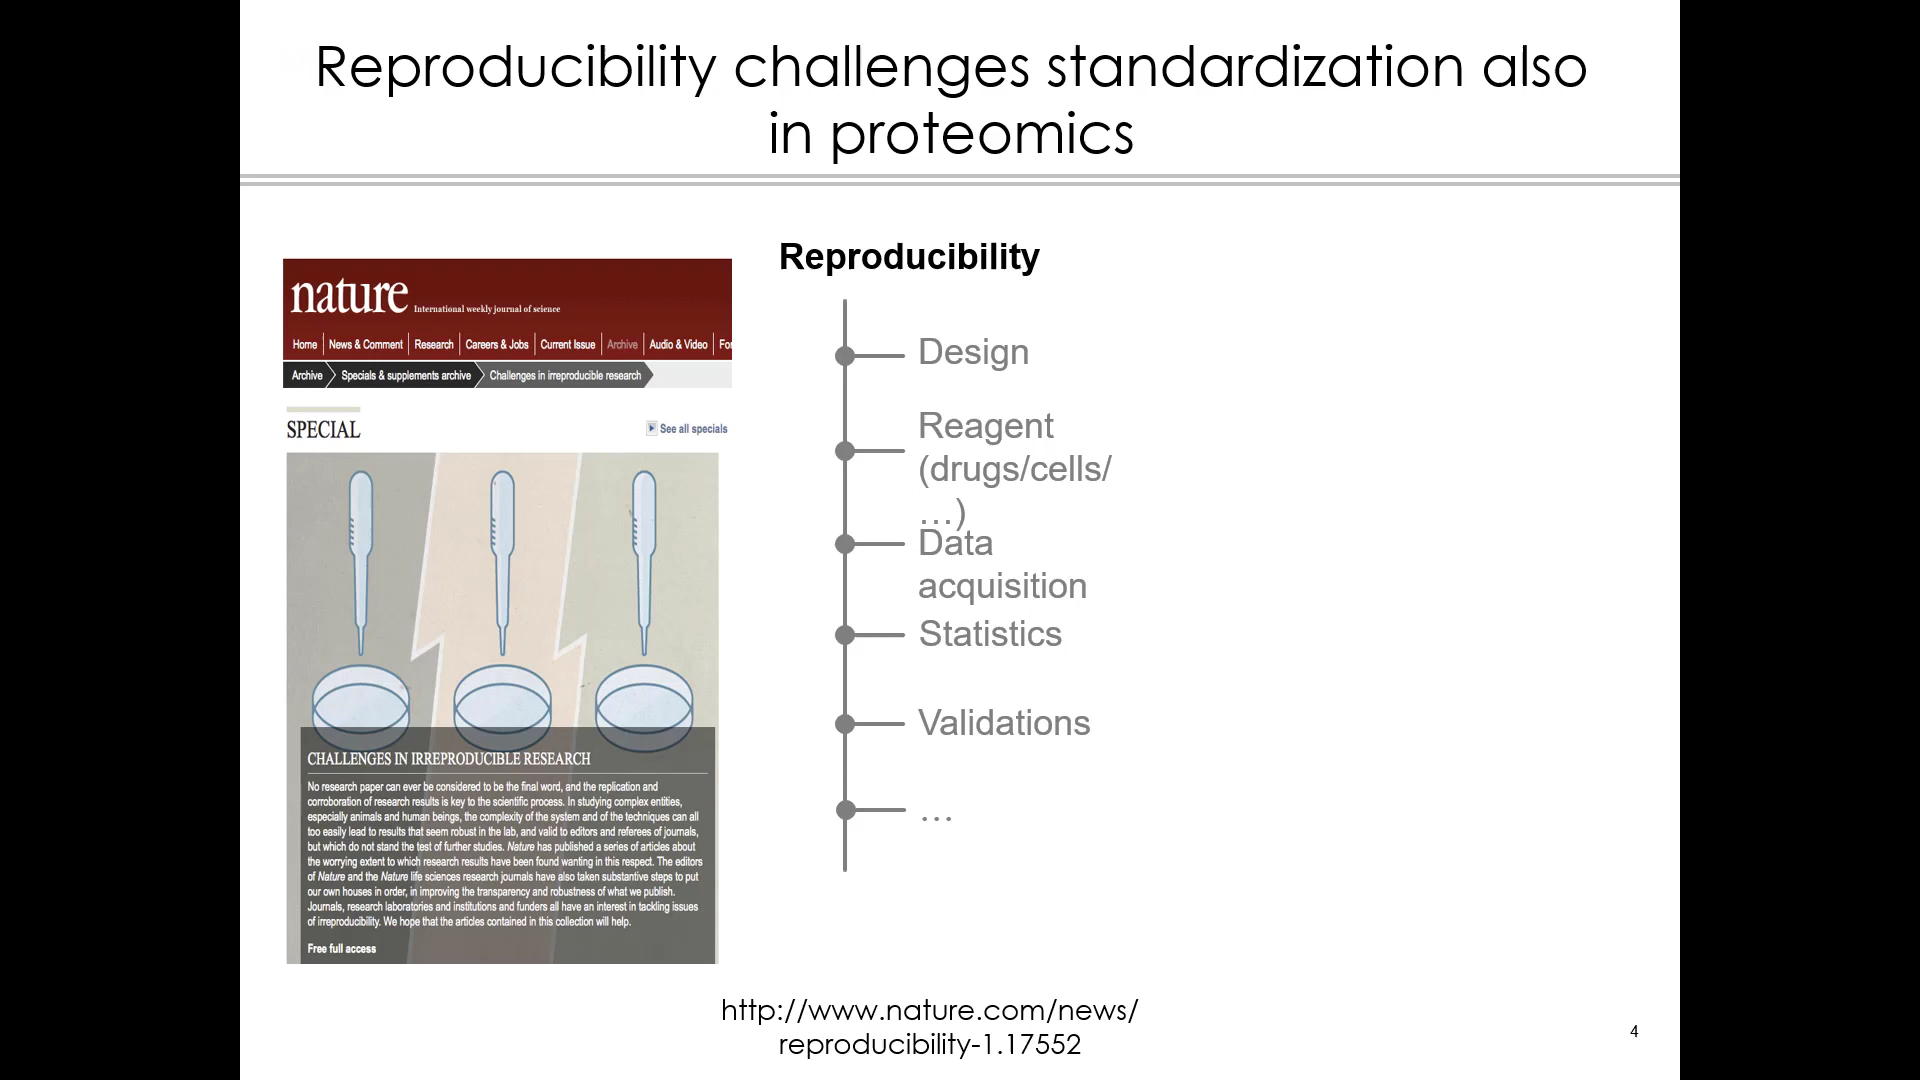 Reproducibility challenges standardization also
in proteomics
nature International weekly journal of science
Home News & Comment Research Careers & Jobs Current Issue Archive Audio & Video For
Archive Specials & supplements archive Challenges in irreproducible research
SPECIAL
See all specials
CHALLENGES IN IRREPRODUCIBLE RESEARCH
No research paper can ever be considered to be the final word, and the replication and
corroboration of research results is key to the scientific process. In studying complex entities,
especially animals and human beings, the complexity of the system and of the techniques can all
too easily lead to results that seem robust in the lab, and valid to editors and referees of journals,
but which do not stand the test of further studies. Nature has published a series of articles about
the worrying extent to which research results have been found wanting in this respect. The editors
of Nature and the Nature life sciences research journals have also taken substantive steps to put
our own houses in order, in improving the transparency and robustness of what we publish.
Journals, research laboratories and institutions and funders all have an interest in tackling issues
of irreproducibility. We hope that the articles contained in this collection will help.
Free full access
Reproducibility
Design
Reagent
(drugs/cells/
…)
Data
acquisition
Statistics
Validations
…
http://www.nature.com/news/
reproducibility-1.17552
4